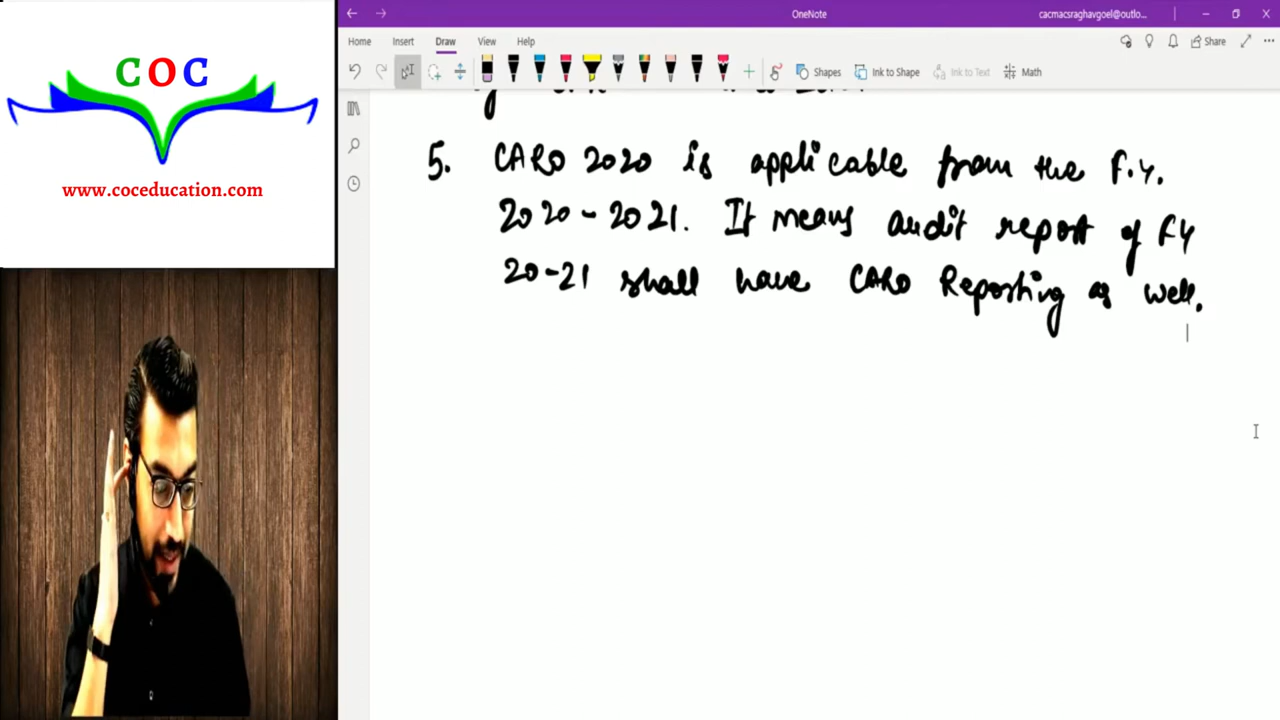 OneNote
cacmacsraghavgoel@outlo...
Home Insert Draw View Help
Share
Shapes Ink to Shape Ink to Text Math
COC
www.coceducation.com
5. CARO 2020 is applicable from the F.Y.
2020-2021. It means audit report of FY
20-21 shall have CARO Reporting as well.